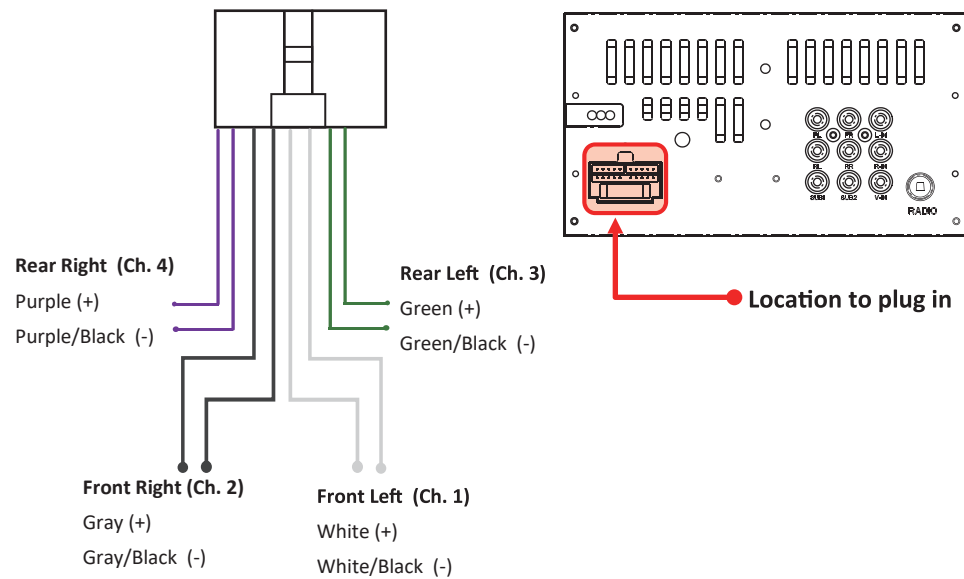 FL FR L-IN
RL RR R-IN
SUB1 SUB2 V-IN
RADIO
Rear Right (Ch. 4)
Purple (+)
Purple/Black (-)
Rear Left (Ch. 3)
Green (+)
Green/Black (-)
Location to plug in
Front Right (Ch. 2)
Gray (+)
Gray/Black (-)
Front Left (Ch. 1)
White (+)
White/Black (-)